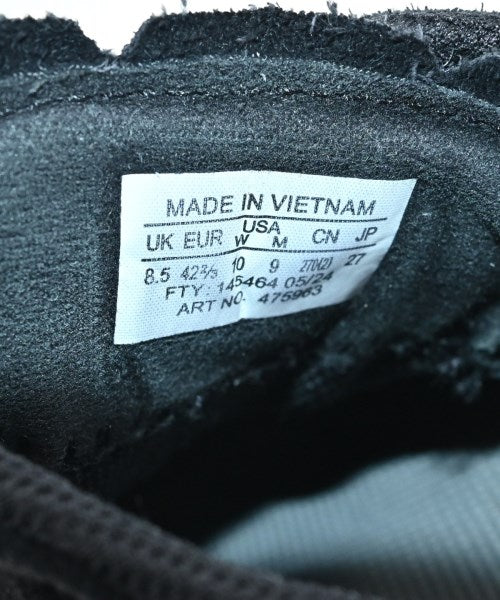 MADE IN VIETNAM
USA
UK EUR W M CN JP
8.5 42⅔ 10 9 270(2) 27
FTY: 145464 05/24
ART NO. 475963